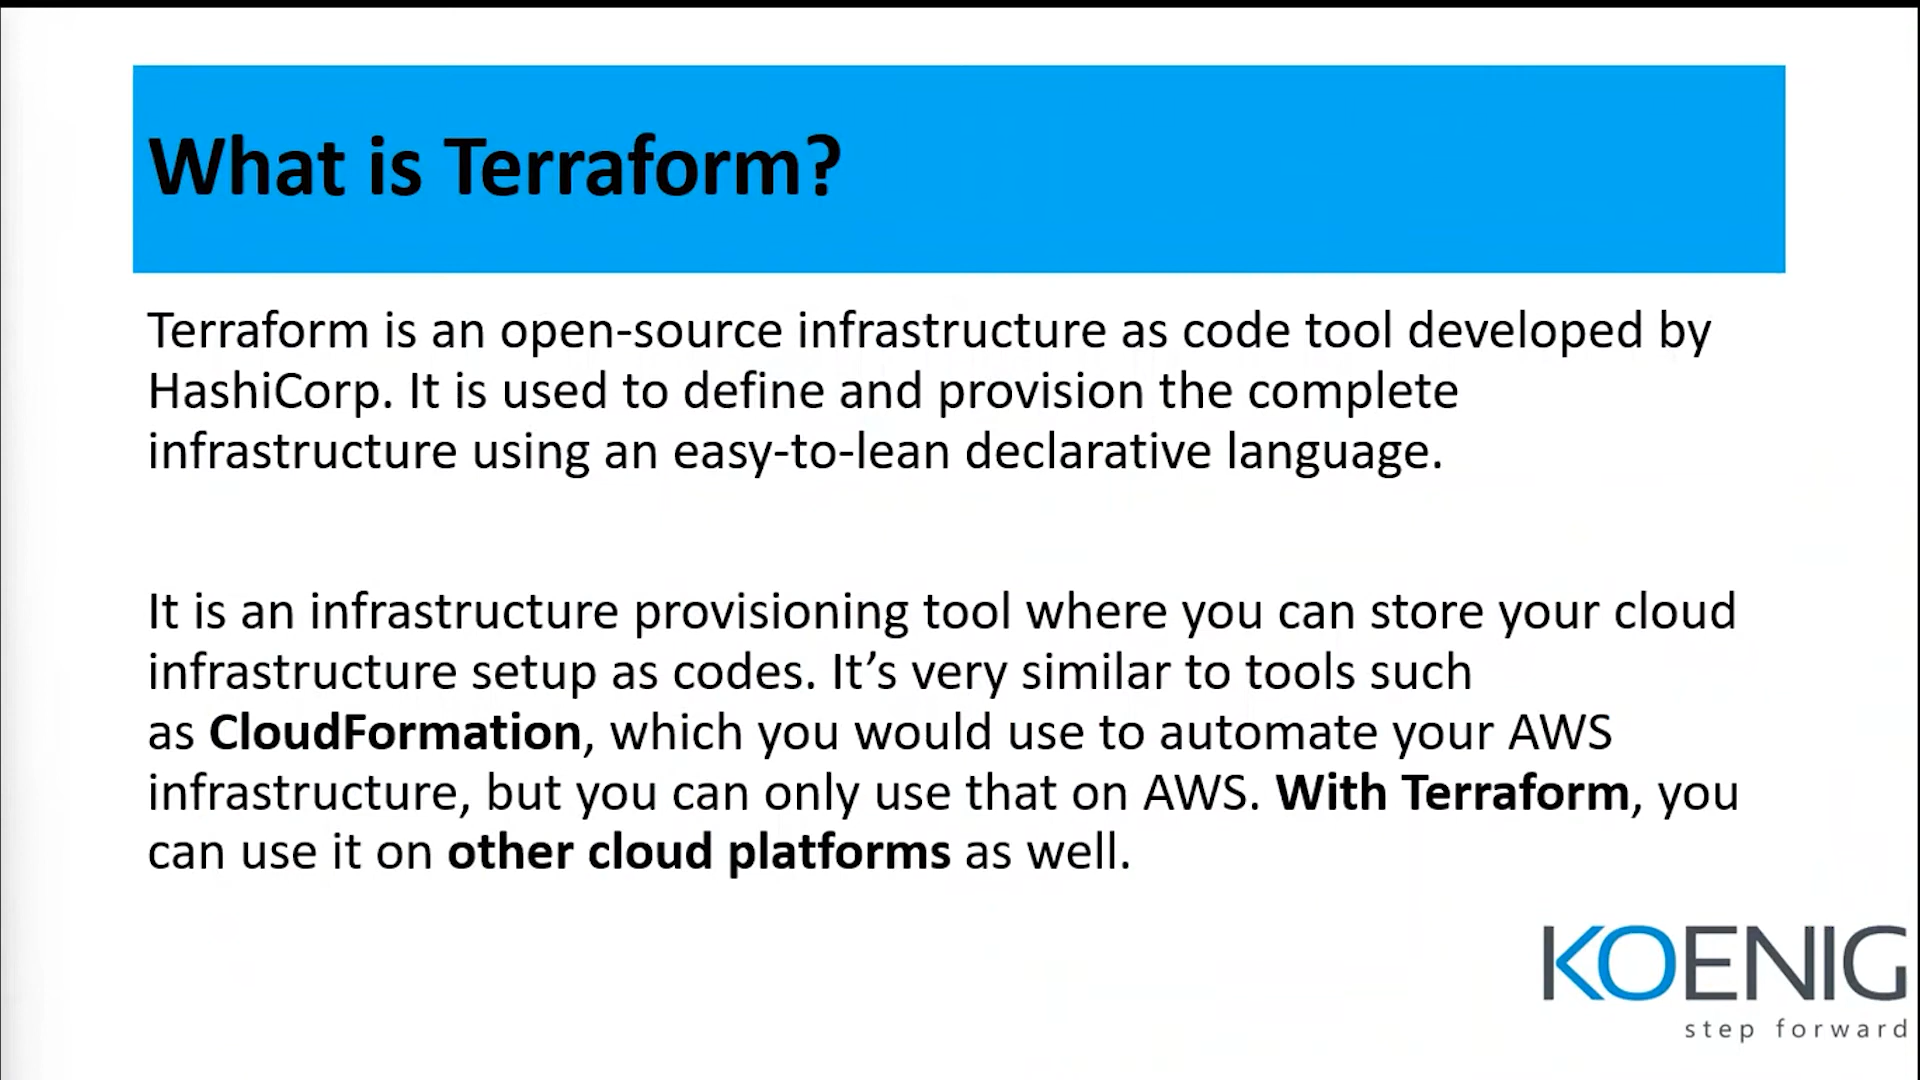 What is Terraform?
Terraform is an open-source infrastructure as code tool developed by
HashiCorp. It is used to define and provision the complete
infrastructure using an easy-to-lean declarative language.
It is an infrastructure provisioning tool where you can store your cloud
infrastructure setup as codes. It’s very similar to tools such
as CloudFormation, which you would use to automate your AWS
infrastructure, but you can only use that on AWS. With Terraform, you
can use it on other cloud platforms as well.
KOENIG
step forward